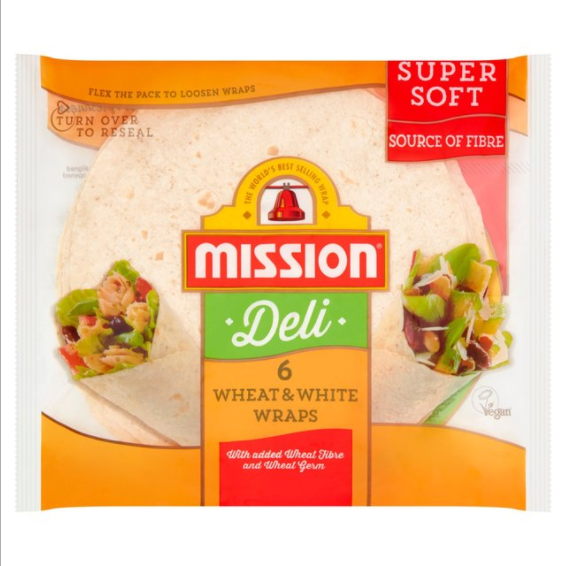 FLEX THE PACK TO LOOSEN WRAPS
TURN OVER
TO RESEAL
SUPER
SOFT
SOURCE OF FIBRE
THE WORLD'S BEST SELLING WRAP
MISSION®
Deli
6
WHEAT & WHITE
WRAPS
With added Wheat Fibre
and Wheat Germ
vegan